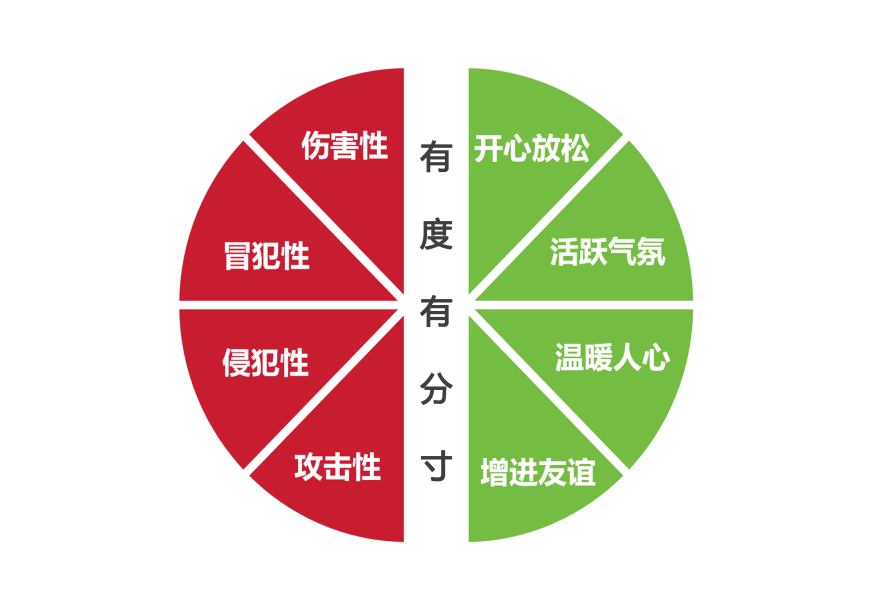 伤害性
冒犯性
侵犯性
攻击性
有
度
有
分
寸
开心放松
活跃气氛
温暖人心
增进友谊